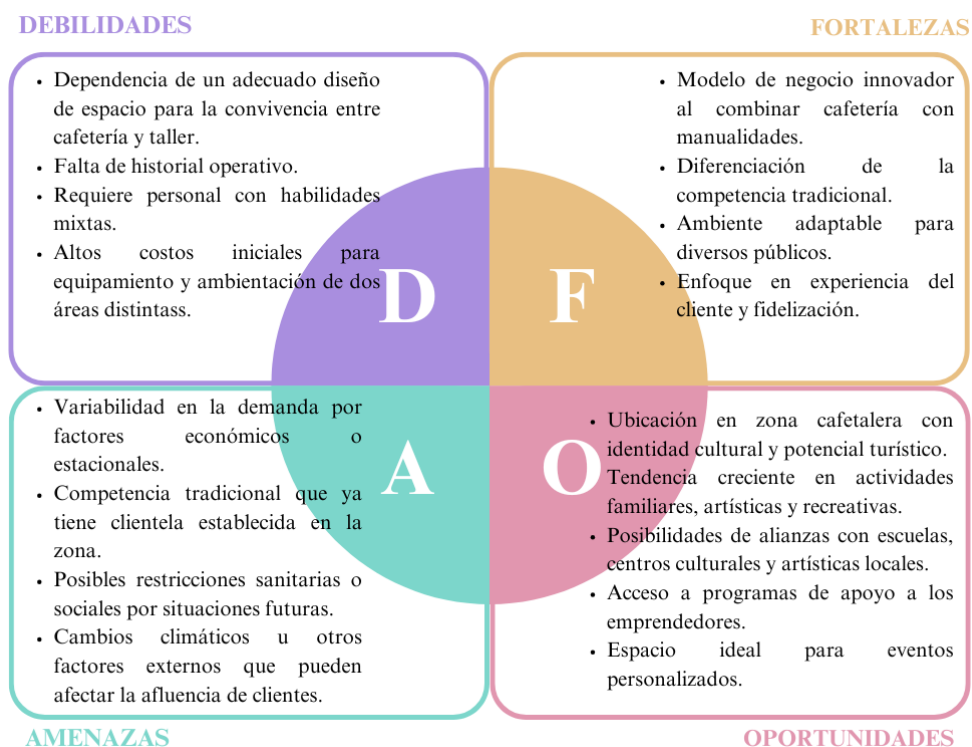 DEBILIDADES
• Dependencia de un adecuado diseño
de espacio para la convivencia entre
cafetería y taller.
• Falta de historial operativo.
• Requiere personal con habilidades
mixtas.
• Altos costos iniciales para
equipamiento y ambientación de dos
áreas distintass.
D
FORTALEZAS
• Modelo de negocio innovador
al combinar cafetería con
manualidades.
• Diferenciación de la
competencia tradicional.
• Ambiente adaptable para
diversos públicos.
• Enfoque en experiencia del
cliente y fidelización.
F
• Variabilidad en la demanda por
factores económicos o
estacionales.
• Competencia tradicional que ya
tiene clientela establecida en la
zona.
• Posibles restricciones sanitarias o
sociales por situaciones futuras.
• Cambios climáticos u otros
factores externos que pueden
afectar la afluencia de clientes.
A
AMENAZAS
• Ubicación en zona cafetalera con
identidad cultural y potencial turístico.
Tendencia creciente en actividades
familiares, artísticas y recreativas.
• Posibilidades de alianzas con escuelas,
centros culturales y artísticas locales.
• Acceso a programas de apoyo a los
emprendedores.
• Espacio ideal para eventos
personalizados.
O
OPORTUNIDADES